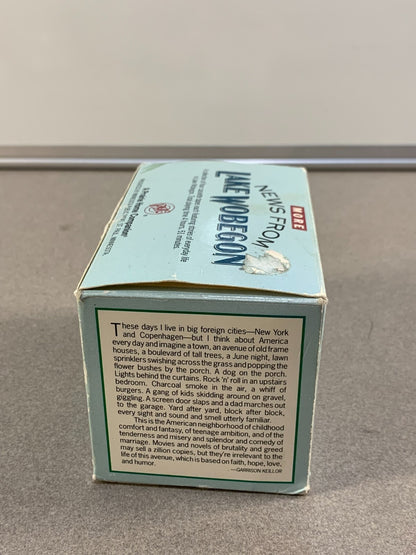 MORE
NEWS FROM
LAKE WOBEGON
A Prairie Home Companion
These days I live in big foreign cities—New York
and Copenhagen—but I think about America
every day and imagine a town, an avenue of old frame
houses, a boulevard of tall trees, a June night, lawn
sprinklers swishing across the grass and popping the
flower bushes by the porch. A dog on the porch.
Lights behind the curtains. Rock 'n' roll in an upstairs
bedroom. Charcoal smoke in the air, a whiff of
burgers. A gang of kids skidding around on gravel,
giggling. A screen door slaps and a dad marches out
to the garage. Yard after yard, block after block,
every sight and sound and smell utterly familiar.
This is the American neighborhood of childhood
comfort and fantasy, of teenage ambition, and of the
tenderness and misery and splendor and comedy of
marriage. Movies and novels of brutality and greed
may sell a zillion copies, but they're irrelevant to the
life of this avenue, which is based on faith, hope, love,
and humor.
—GARRISON KEILLOR